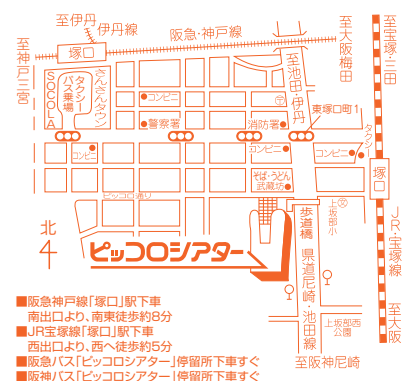 至伊丹
伊丹線
塚口
阪急・神戸線
至大阪梅田
至宝塚・三田
至神戸三宮
SOCOLA
タクシー
バス乗場
さんさんタウン
コンビニ
警察署
消防署
至池田・伊丹
東塚口町1
タクシー
コンビニ
コンビニ
コンビニ
塚口
そば・うどん
武蔵坊
ピッコロ通り
上坂部小
歩道橋
県道尼崎・池田線
JR・宝塚線
北
ピッコロシアター
上坂部西
公園
至阪神尼崎
至大阪
■阪急神戸線「塚口」駅下車
南出口より、南東徒歩約8分
■JR宝塚線「塚口」駅下車
西出口より、西へ徒歩約5分
■阪急バス「ピッコロシアター」停留所下車すぐ
■阪神バス「ピッコロシアター」停留所下車すぐ